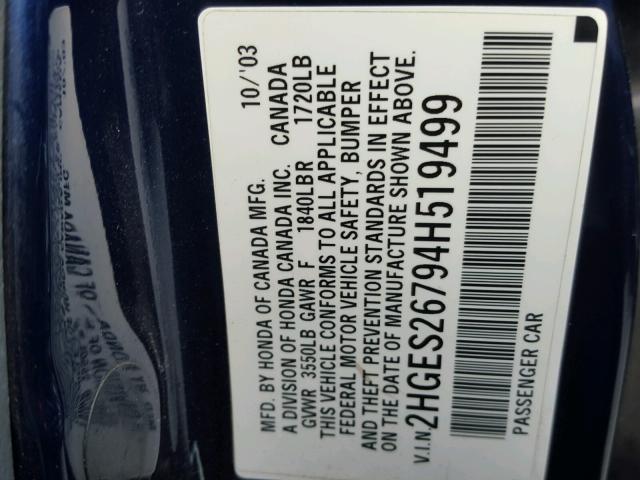 MFD. BY HONDA OF CANADA MFG. 10/'03
A DIVISION OF HONDA CANADA INC. CANADA
GVWR 3550LB GAWR F 1840LBR 1720LB
THIS VEHICLE CONFORMS TO ALL APPLICABLE
FEDERAL MOTOR VEHICLE SAFETY, BUMPER
AND THEFT PREVENTION STANDARDS IN EFFECT
ON THE DATE OF MANUFACTURE SHOWN ABOVE.
V.I.N. 2HGES26794H519499
PASSENGER CAR